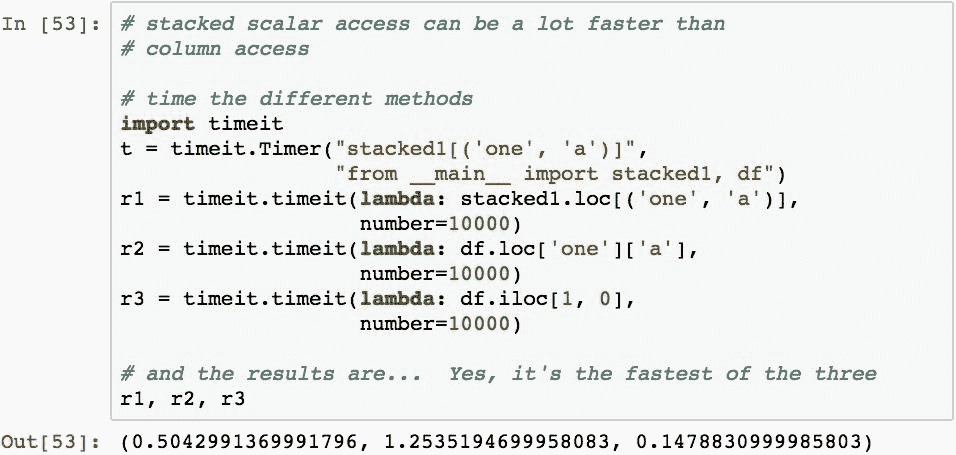 In [53]: # stacked scalar access can be a lot faster than
# column access
# time the different methods
import timeit
t = timeit.Timer("stacked1[('one', 'a')]",
"from __main__ import stacked1, df")
r1 = timeit.timeit(lambda: stacked1.loc[('one', 'a')],
number=10000)
r2 = timeit.timeit(lambda: df.loc['one']['a'],
number=10000)
r3 = timeit.timeit(lambda: df.iloc[1, 0],
number=10000)
# and the results are...  Yes, it's the fastest of the three
r1, r2, r3
Out[53]: (0.5042991369991796, 1.2535194699958083, 0.1478830999985803)